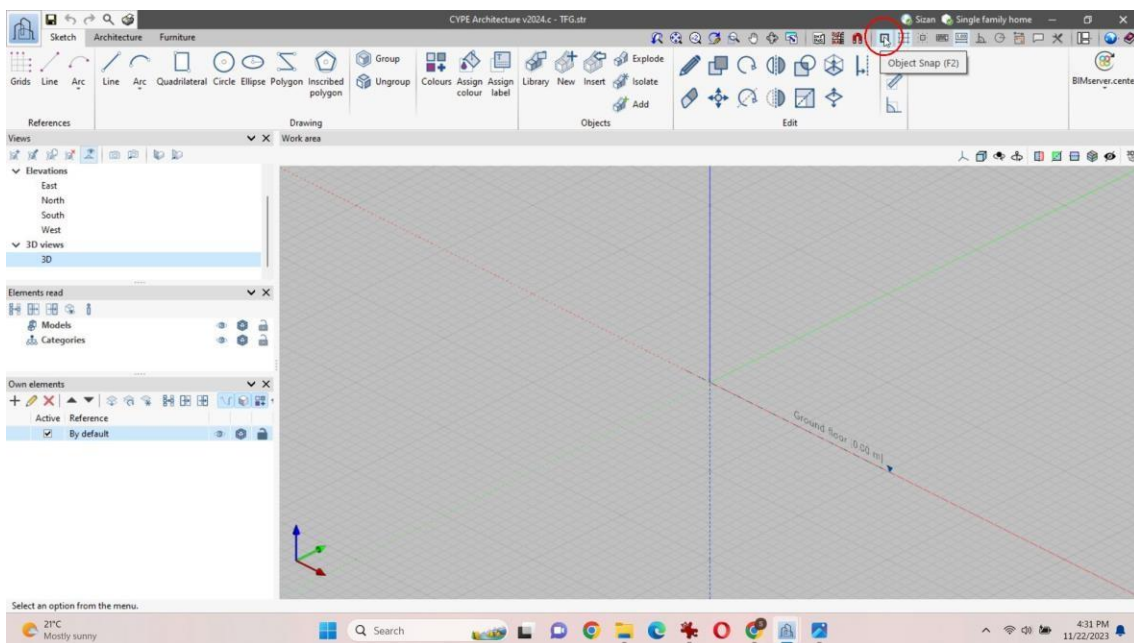 CYPE Architecture v2024.c - TFG.str
Sizan
Single family home
Sketch Architecture Furniture
Object Snap (F2)
Grids Line Arc
Line Arc Quadrilateral Circle Ellipse Polygon Inscribed polygon
Group
Ungroup
Colours Assign colour Assign label
Library New Insert
Explode
Isolate
Add
BIMserver.cente
References
Drawing
Objects
Edit
Views
Work area
Elevations
East
North
South
West
3D views
3D
Elements read
Models
Categories
Own elements
Active Reference
By default
Ground floor (0.00 m)
Select an option from the menu.
21°C
Mostly sunny
Search
4:31 PM
11/22/2023